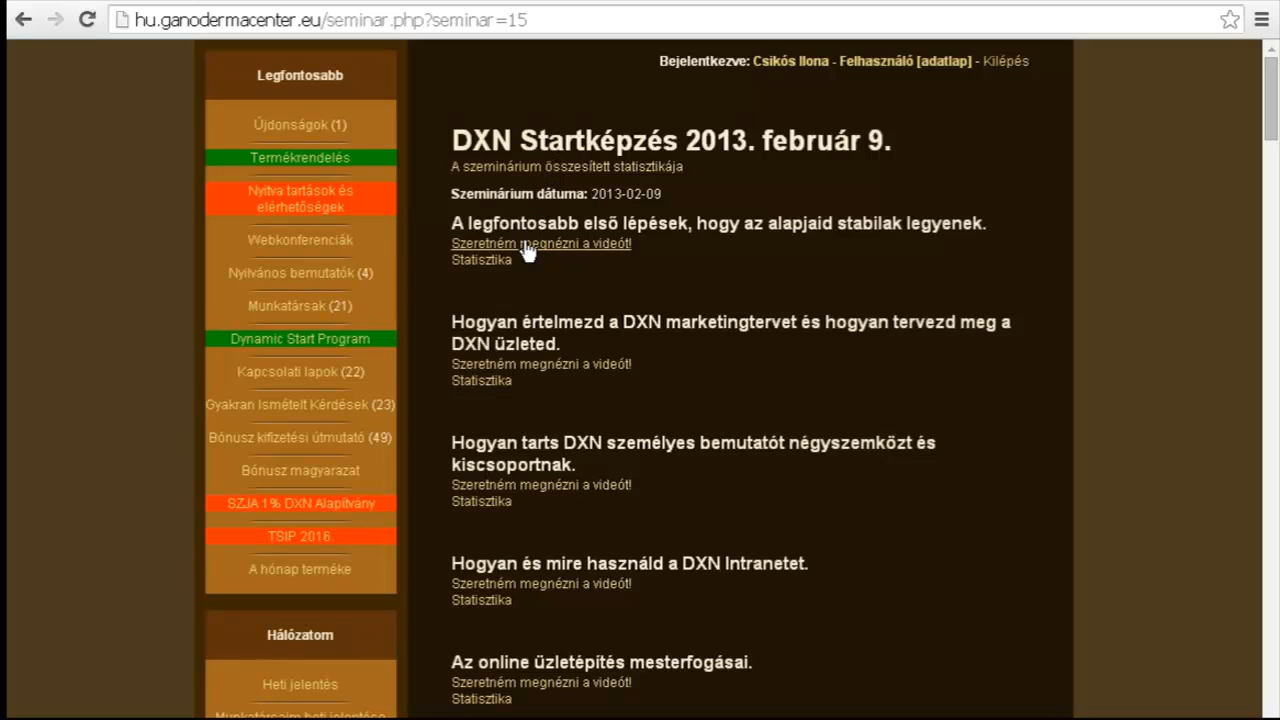 hu.ganodermacenter.eu/seminar.php?seminar=15
Legfontosabb
Újdonságok (1)
Termékrendelés
Nyitva tartások és
elérhetőségek
Webkonferenciák
Nyilvános bemutatók (4)
Munkatársak (21)
Dynamic Start Program
Kapcsolati lapok (22)
Gyakran Ismételt Kérdések (23)
Bónusz kifizetési útmutató (49)
Bónusz magyarazat
SZJA 1% DXN Alapítvány
TSIP 2016.
A hónap terméke
Hálózatom
Heti jelentés
Munkatársaim heti jelentése
Bejelentkezve: Csikós Ilona - Felhasználó [adatlap] - Kilépés
DXN Startképzés 2013. február 9.
A szeminárium összesített statisztikája
Szeminárium dátuma: 2013-02-09
A legfontosabb első lépések, hogy az alapjaid stabilak legyenek.
Szeretném megnézni a videót!
Statisztika
Hogyan értelmezd a DXN marketingtervet és hogyan tervezd meg a
DXN üzleted.
Szeretném megnézni a videót!
Statisztika
Hogyan tarts DXN személyes bemutatót négyszemközt és
kiscsoportnak.
Szeretném megnézni a videót!
Statisztika
Hogyan és mire használd a DXN Intranetet.
Szeretném megnézni a videót!
Statisztika
Az online üzletépítés mesterfogásai.
Szeretném megnézni a videót!
Statisztika